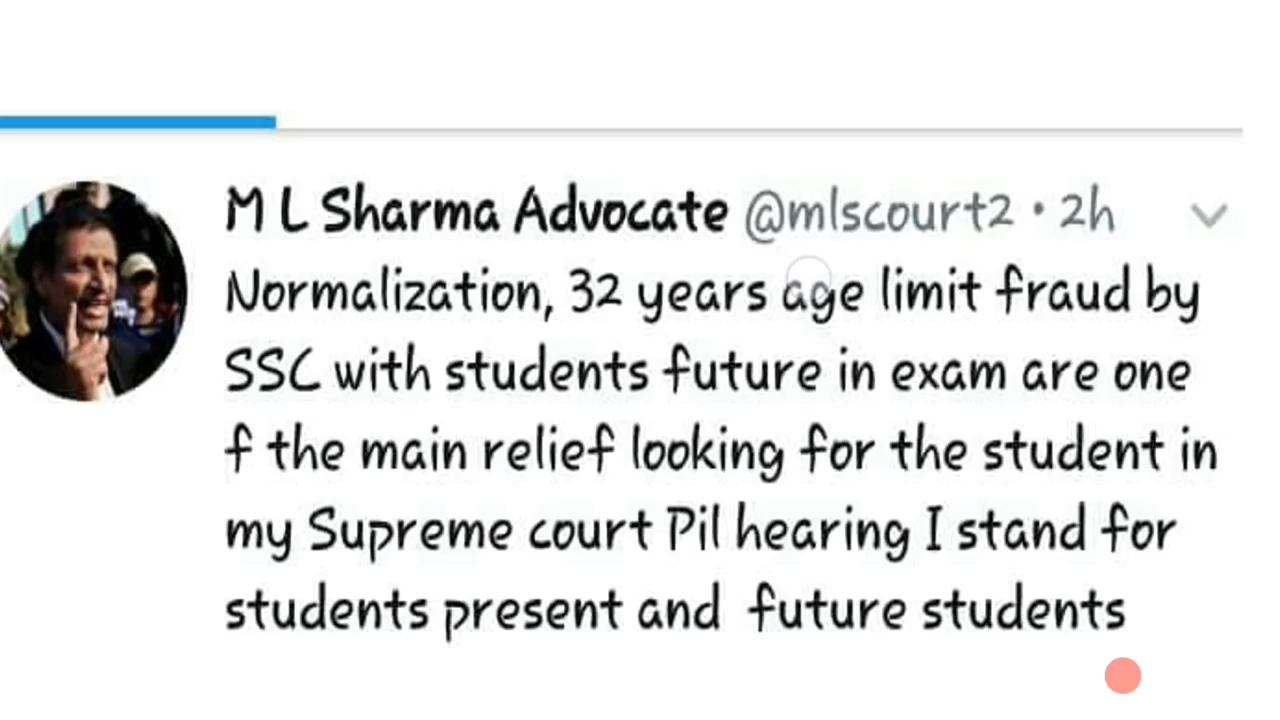 M L Sharma Advocate @mlscourt2 • 2h
Normalization, 32 years age limit fraud by
SSC with students future in exam are one
f the main relief looking for the student in
my Supreme court Pil hearing I stand for
students present and future students